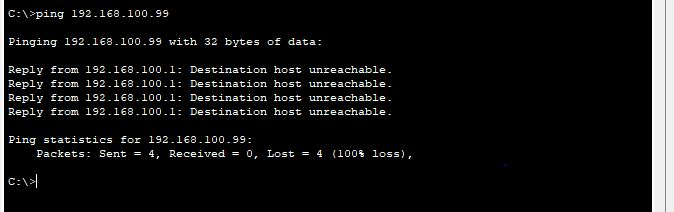 C:\>ping 192.168.100.99
Pinging 192.168.100.99 with 32 bytes of data:
Reply from 192.168.100.1: Destination host unreachable.
Reply from 192.168.100.1: Destination host unreachable.
Reply from 192.168.100.1: Destination host unreachable.
Reply from 192.168.100.1: Destination host unreachable.
Ping statistics for 192.168.100.99:
Packets: Sent = 4, Received = 0, Lost = 4 (100% loss),
C:\>